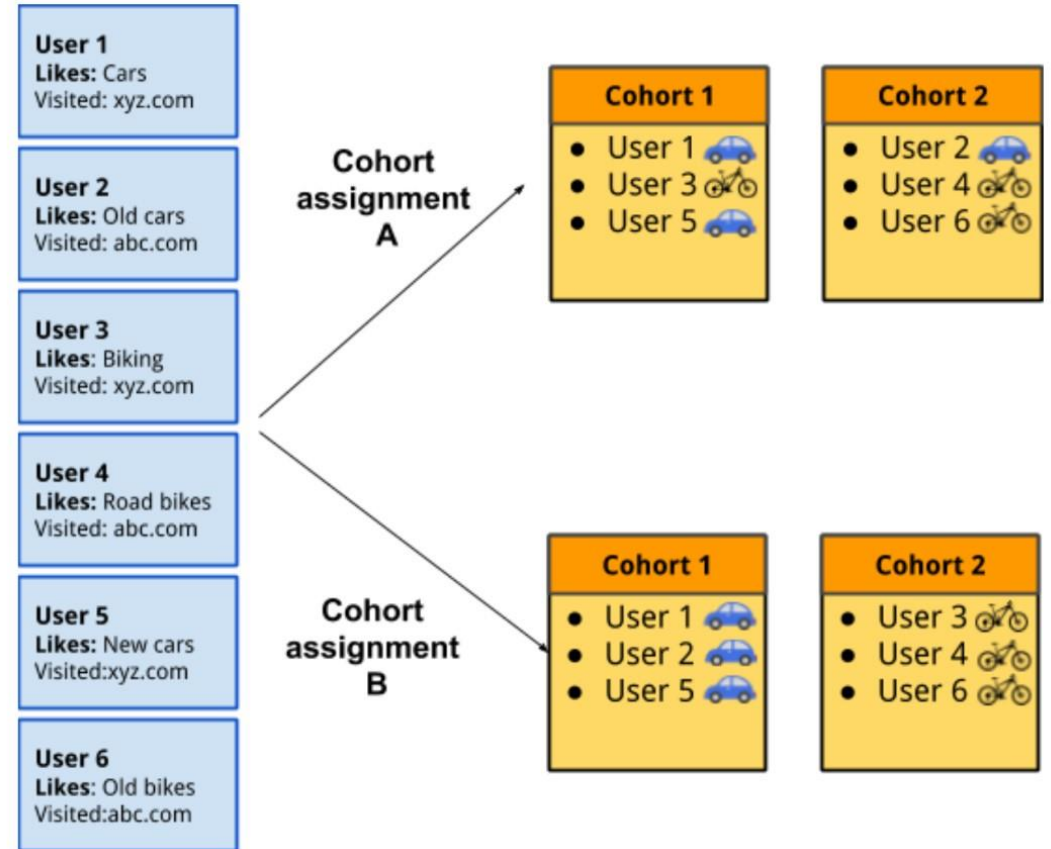 User 1
Likes: Cars
Visited: xyz.com
User 2
Likes: Old cars
Visited: abc.com
User 3
Likes: Biking
Visited: xyz.com
User 4
Likes: Road bikes
Visited: abc.com
User 5
Likes: New cars
Visited:xyz.com
User 6
Likes: Old bikes
Visited:abc.com
Cohort
assignment
A
Cohort 1
• User 1
• User 3
• User 5
Cohort 2
• User 2
• User 4
• User 6
Cohort
assignment
B
Cohort 1
• User 1
• User 2
• User 5
Cohort 2
• User 3
• User 4
• User 6